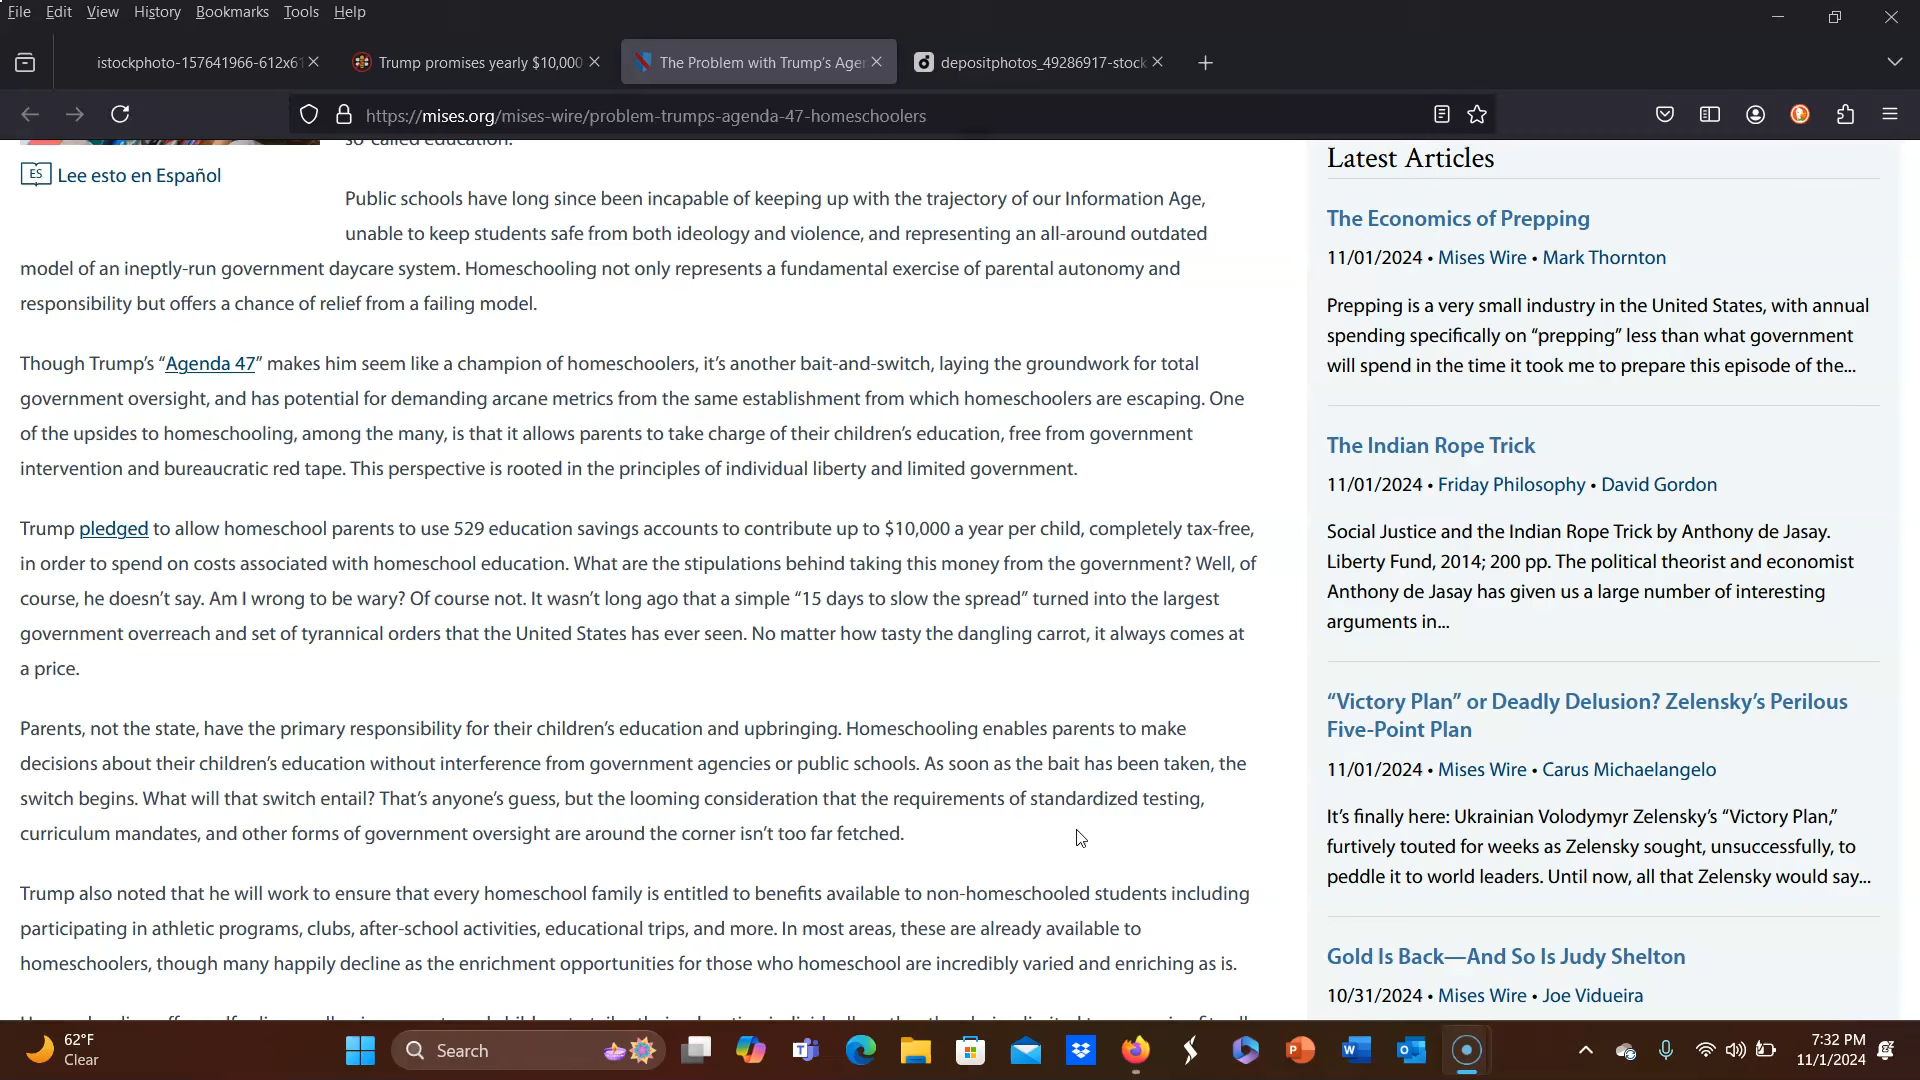 File Edit View History Bookmarks Tools Help
istockphoto-157641966-612x61
Trump promises yearly $10,000
The Problem with Trump's Agen
depositphotos_49286917-stock
https://mises.org/mises-wire/problem-trumps-agenda-47-homeschoolers
so-called education.
ES Lee esto en Español
Public schools have long since been incapable of keeping up with the trajectory of our Information Age,
unable to keep students safe from both ideology and violence, and representing an all-around outdated
model of an ineptly-run government daycare system. Homeschooling not only represents a fundamental exercise of parental autonomy and
responsibility but offers a chance of relief from a failing model.
Though Trump's “Agenda 47” makes him seem like a champion of homeschoolers, it's another bait-and-switch, laying the groundwork for total
government oversight, and has potential for demanding arcane metrics from the same establishment from which homeschoolers are escaping. One
of the upsides to homeschooling, among the many, is that it allows parents to take charge of their children's education, free from government
intervention and bureaucratic red tape. This perspective is rooted in the principles of individual liberty and limited government.
Trump pledged to allow homeschool parents to use 529 education savings accounts to contribute up to $10,000 a year per child, completely tax-free,
in order to spend on costs associated with homeschool education. What are the stipulations behind taking this money from the government? Well, of
course, he doesn't say. Am I wrong to be wary? Of course not. It wasn't long ago that a simple “15 days to slow the spread” turned into the largest
government overreach and set of tyrannical orders that the United States has ever seen. No matter how tasty the dangling carrot, it always comes at
a price.
Parents, not the state, have the primary responsibility for their children's education and upbringing. Homeschooling enables parents to make
decisions about their children's education without interference from government agencies or public schools. As soon as the bait has been taken, the
switch begins. What will that switch entail? That's anyone's guess, but the looming consideration that the requirements of standardized testing,
curriculum mandates, and other forms of government oversight are around the corner isn't too far fetched.
Trump also noted that he will work to ensure that every homeschool family is entitled to benefits available to non-homeschooled students including
participating in athletic programs, clubs, after-school activities, educational trips, and more. In most areas, these are already available to
homeschoolers, though many happily decline as the enrichment opportunities for those who homeschool are incredibly varied and enriching as is.
Latest Articles
The Economics of Prepping
11/01/2024 • Mises Wire • Mark Thornton
Prepping is a very small industry in the United States, with annual
spending specifically on “prepping” less than what government
will spend in the time it took me to prepare this episode of the...
The Indian Rope Trick
11/01/2024 • Friday Philosophy • David Gordon
Social Justice and the Indian Rope Trick by Anthony de Jasay.
Liberty Fund, 2014; 200 pp. The political theorist and economist
Anthony de Jasay has given us a large number of interesting
arguments in...
“Victory Plan” or Deadly Delusion? Zelensky's Perilous
Five-Point Plan
11/01/2024 • Mises Wire • Carus Michaelangelo
It's finally here: Ukrainian Volodymyr Zelensky's “Victory Plan,”
furtively touted for weeks as Zelensky sought, unsuccessfully, to
peddle it to world leaders. Until now, all that Zelensky would say...
Gold Is Back—And So Is Judy Shelton
10/31/2024 • Mises Wire • Joe Vidueira
62°F
Clear
Search
7:32 PM
11/1/2024